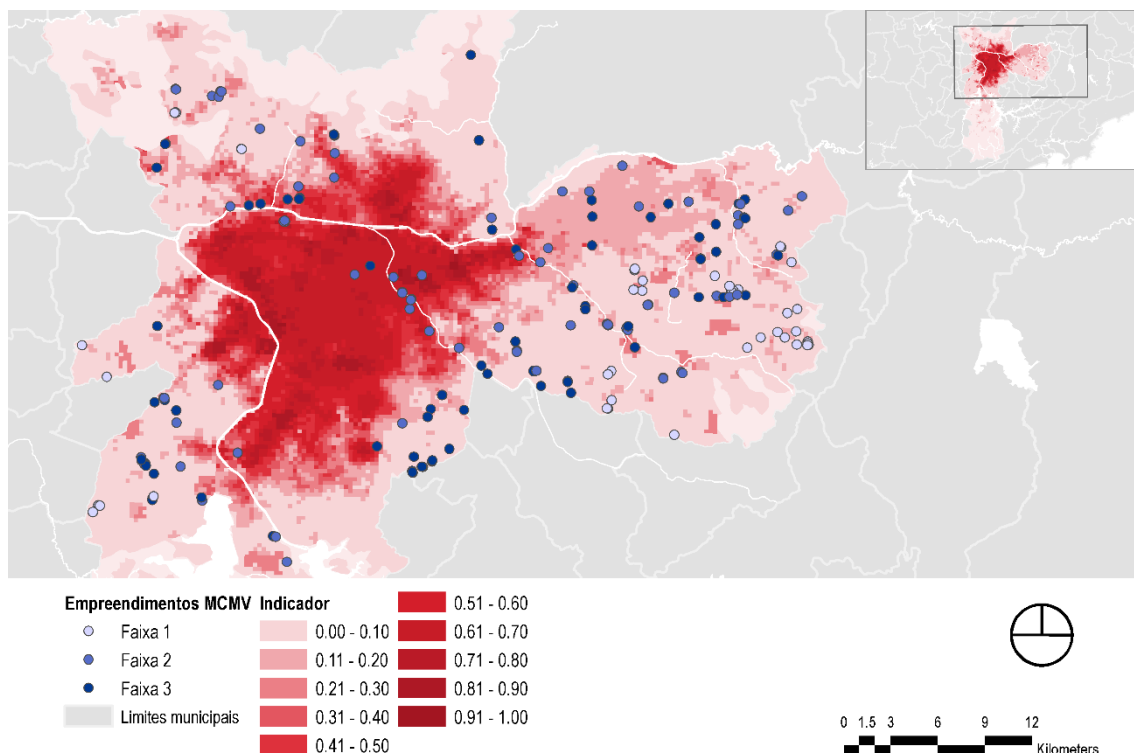 Empreendimentos MCMV
Faixa 1
Faixa 2
Faixa 3
Limites municipais
Indicador
0.00 - 0.10
0.11 - 0.20
0.21 - 0.30
0.31 - 0.40
0.41 - 0.50
0.51 - 0.60
0.61 - 0.70
0.71 - 0.80
0.81 - 0.90
0.91 - 1.00
0 1.5 3 6 9 12
Kilometers